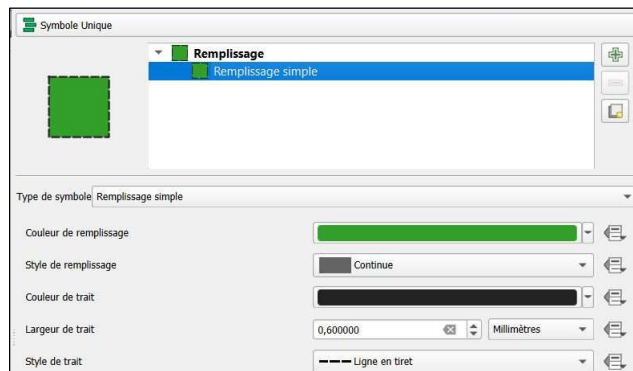 Symbole Unique
Remplissage
Remplissage simple
Type de symbole Remplissage simple
Couleur de remplissage
Style de remplissage Continue
Couleur de trait
Largeur de trait 0,600000 Millimètres
Style de trait Ligne en tiret